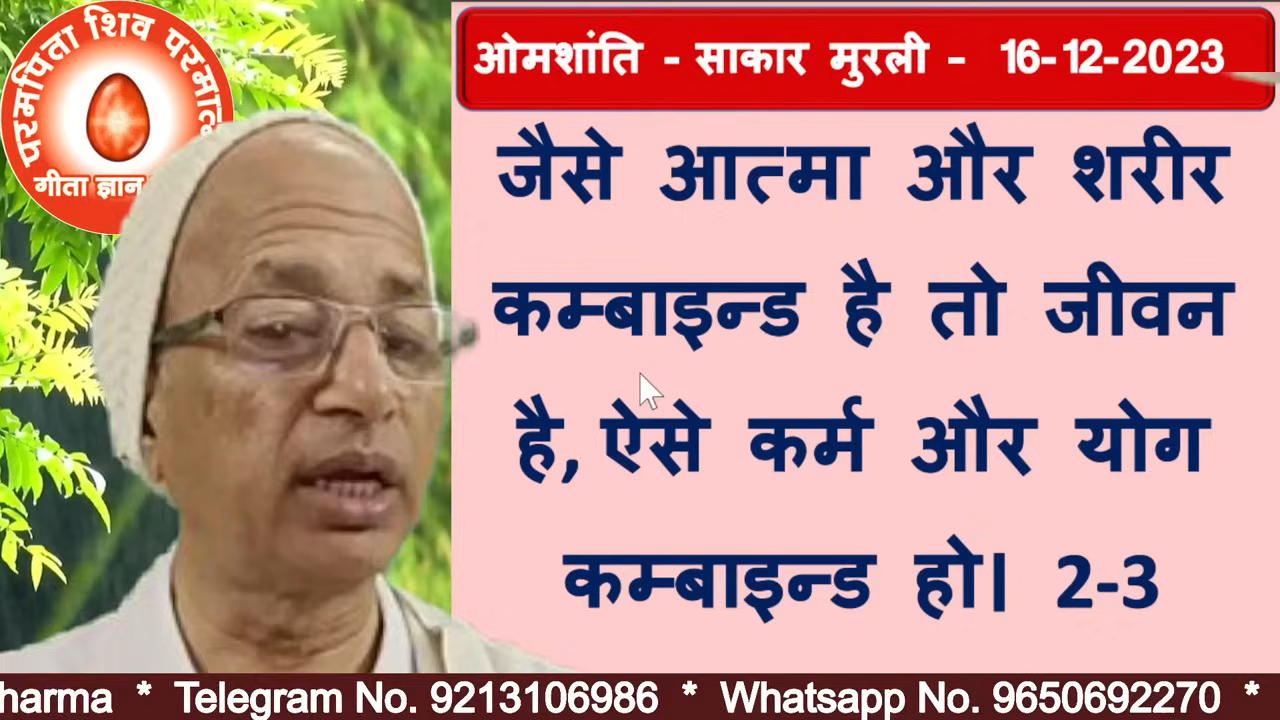 परमपिता शिव
गीता ज्ञान
ओमशांति - साकार मुरली - 16-12-2023
जैसे आत्मा और शरीर
कम्बाइन्ड है तो जीवन
है, ऐसे कर्म और योग
कम्बाइन्ड हो। 2-3
harma * Telegram No. 9213106986 * Whatsapp No. 9650692270 *